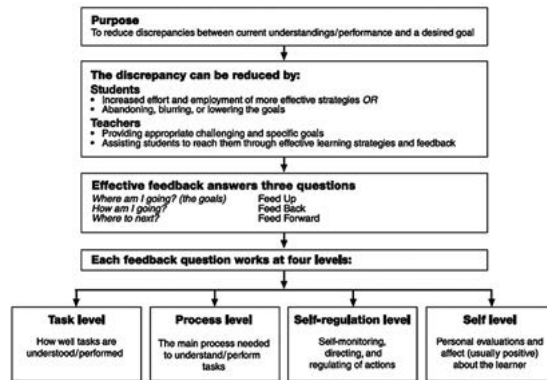 Purpose
To reduce discrepancies between current understandings/performance and a desired goal
The discrepancy can be reduced by:
Students
• Increased effort and employment of more effective strategies OR
• Abandoning, blurring, or lowering the goals
Teachers
• Providing appropriate challenging and specific goals
• Assisting students to reach them through effective learning strategies and feedback
Effective feedback answers three questions
Where am I going? (the goals) Feed Up
How am I going? Feed Back
Where to next? Feed Forward
Each feedback question works at four levels:
Task level
How well tasks are
understood/performed
Process level
The main process needed
to understand/perform
tasks
Self-regulation level
Self-monitoring,
directing, and
regulating of actions
Self level
Personal evaluations and
affect (usually positive)
about the learner